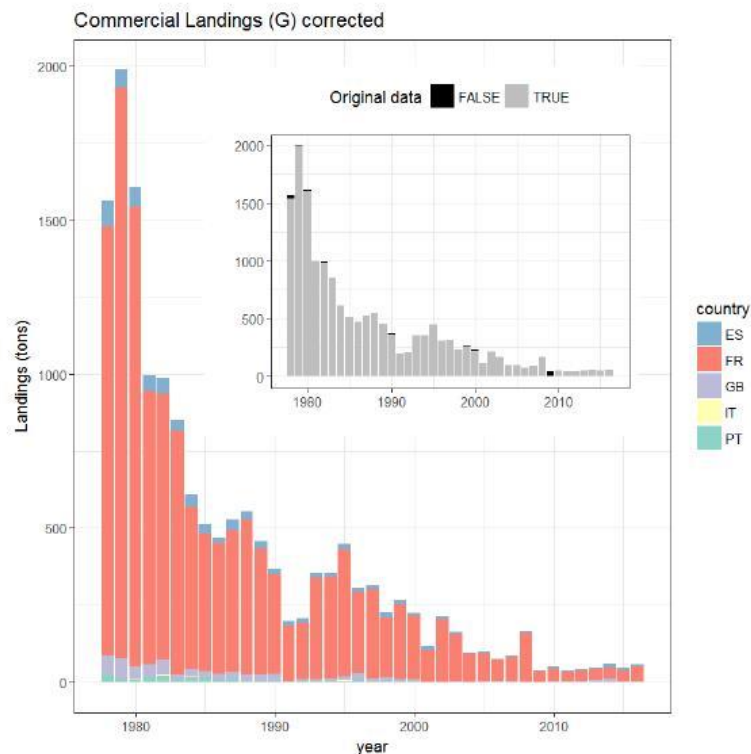 Commercial Landings (G) corrected
Original data FALSE TRUE
2000
1500
1000
500
0
1980 1990 2000 2010
Landings (tons)
2000
1500
1000
500
0
1980 1990 2000 2010
year
country
ES
FR
GB
IT
PT